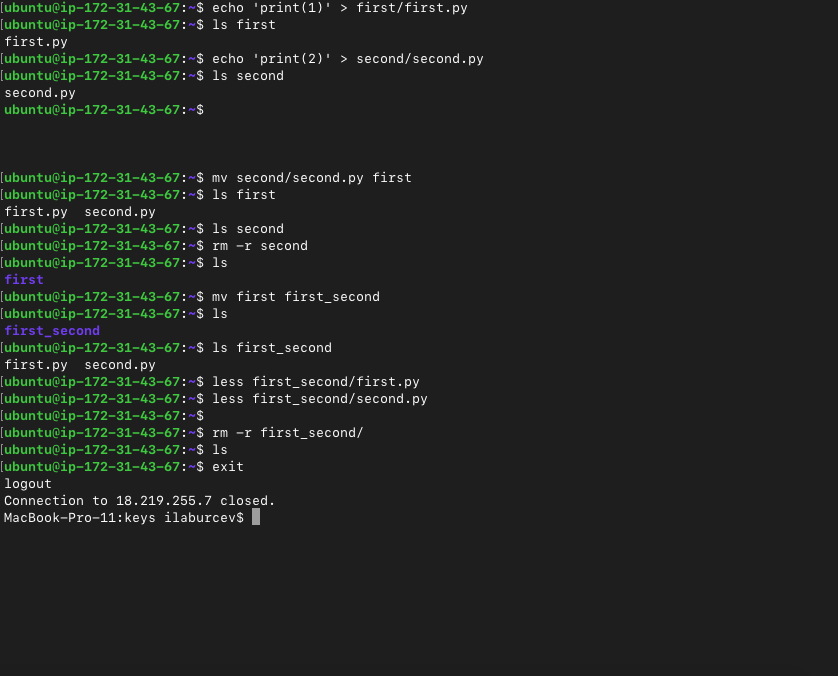 [ubuntu@ip-172-31-43-67:~$ echo 'print(1)' > first/first.py
[ubuntu@ip-172-31-43-67:~$ ls first
first.py
[ubuntu@ip-172-31-43-67:~$ echo 'print(2)' > second/second.py
[ubuntu@ip-172-31-43-67:~$ ls second
second.py
ubuntu@ip-172-31-43-67:~$
[ubuntu@ip-172-31-43-67:~$ mv second/second.py first
[ubuntu@ip-172-31-43-67:~$ ls first
first.py  second.py
[ubuntu@ip-172-31-43-67:~$ ls second
[ubuntu@ip-172-31-43-67:~$ rm -r second
[ubuntu@ip-172-31-43-67:~$ ls
first
[ubuntu@ip-172-31-43-67:~$ mv first first_second
[ubuntu@ip-172-31-43-67:~$ ls
first_second
[ubuntu@ip-172-31-43-67:~$ ls first_second
first.py  second.py
[ubuntu@ip-172-31-43-67:~$ less first_second/first.py
[ubuntu@ip-172-31-43-67:~$ less first_second/second.py
[ubuntu@ip-172-31-43-67:~$
[ubuntu@ip-172-31-43-67:~$ rm -r first_second/
[ubuntu@ip-172-31-43-67:~$ ls
[ubuntu@ip-172-31-43-67:~$ exit
logout
Connection to 18.219.255.7 closed.
MacBook-Pro-11:keys ilaburcev$